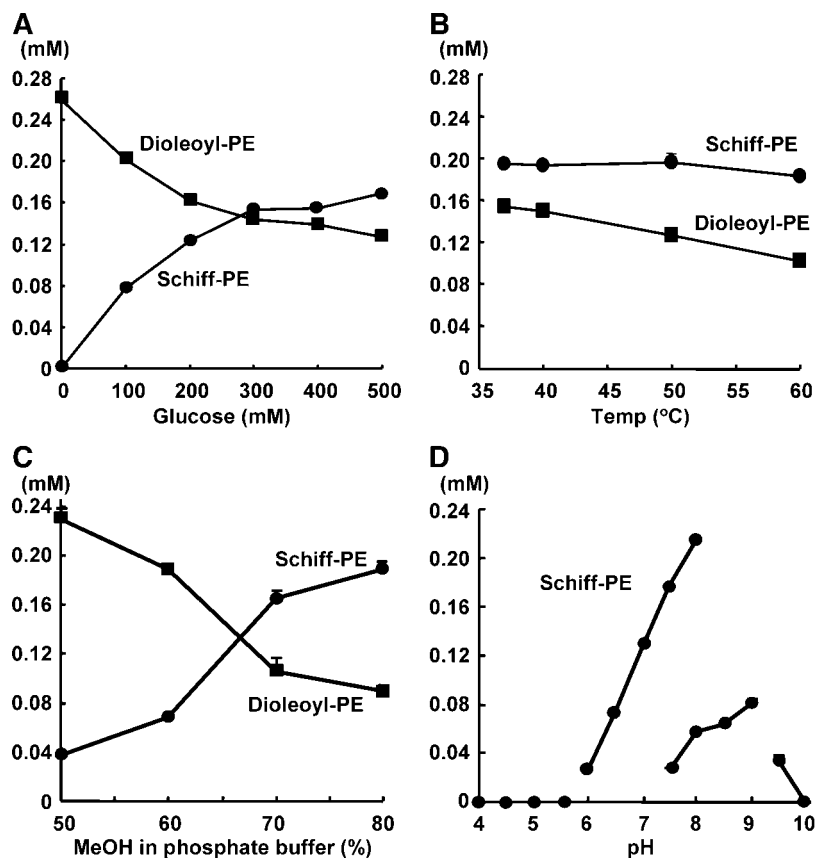 A
(mM)
0.28
0.24
0.20
0.16
0.12
0.08
0.04
0
Dioleoyl-PE
Schiff-PE
0 100 200 300 400 500
Glucose (mM)
B
(mM)
0.28
0.24
0.20
0.16
0.12
0.08
0.04
0
Schiff-PE
Dioleoyl-PE
35 40 45 50 55 60
Temp (°C)
C
(mM)
0.24
0.20
0.16
0.12
0.08
0.04
0
Schiff-PE
Dioleoyl-PE
50 60 70 80
MeOH in phosphate buffer (%)
D
(mM)
0.24
0.20
0.16
0.12
0.08
0.04
0
Schiff-PE
4 5 6 7 8 9 10
pH